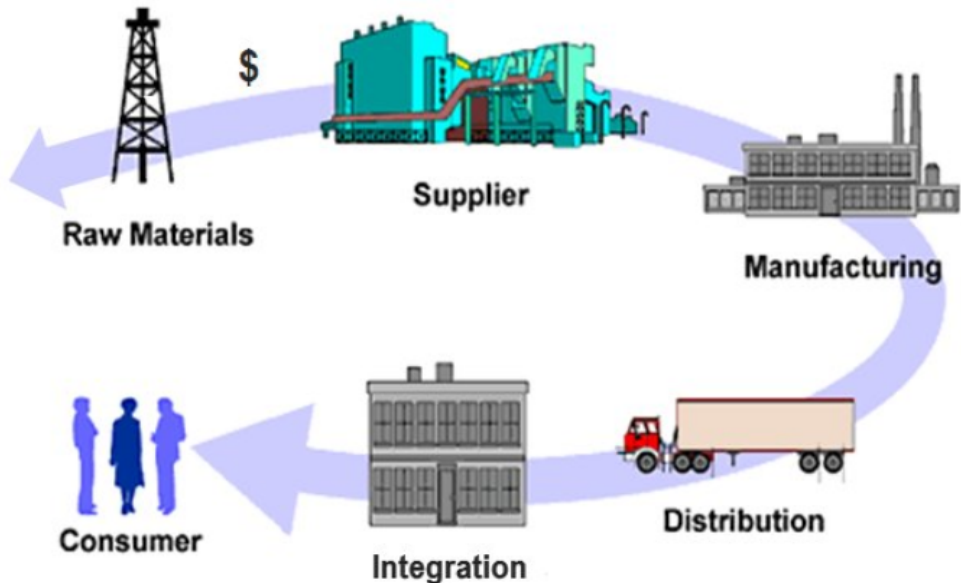 $
Supplier
Raw Materials
Manufacturing
Distribution
Consumer
Integration